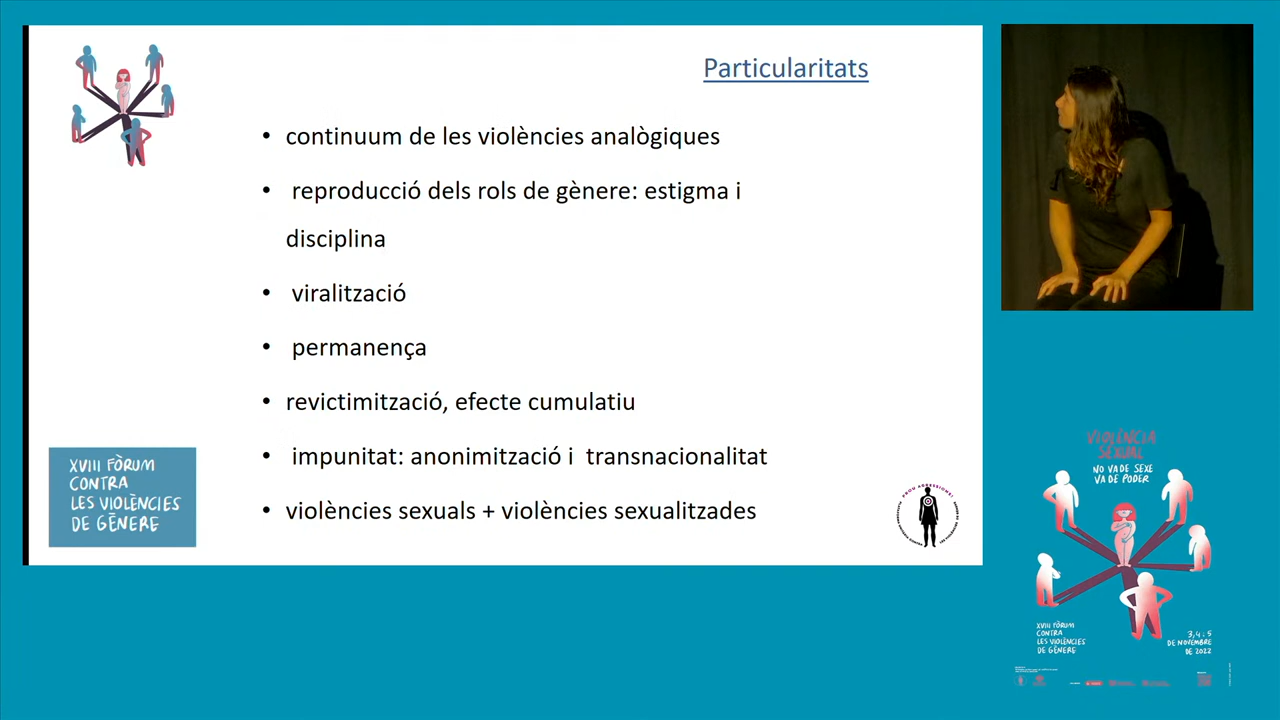 Particularitats
• continuum de les violències analògiques
• reproducció dels rols de gènere: estigma i
disciplina
• viralització
• permanença
• revictimització, efecte cumulatiu
• impunitat: anonimització i transnacionalitat
• violències sexuals + violències sexualitzades
XVIII FÒRUM
CONTRA
LES VIOLÈNCIES
DE GÈNERE
PROU AGRESSIONS!
VIOLÈNCIA
SEXUAL
NO VA DE SEXE
VA DE PODER
XVIII FÒRUM
CONTRA
LES VIOLÈNCIES
DE GÈNERE
3, 4 i 5
DE NOVEMBRE
DE 2022